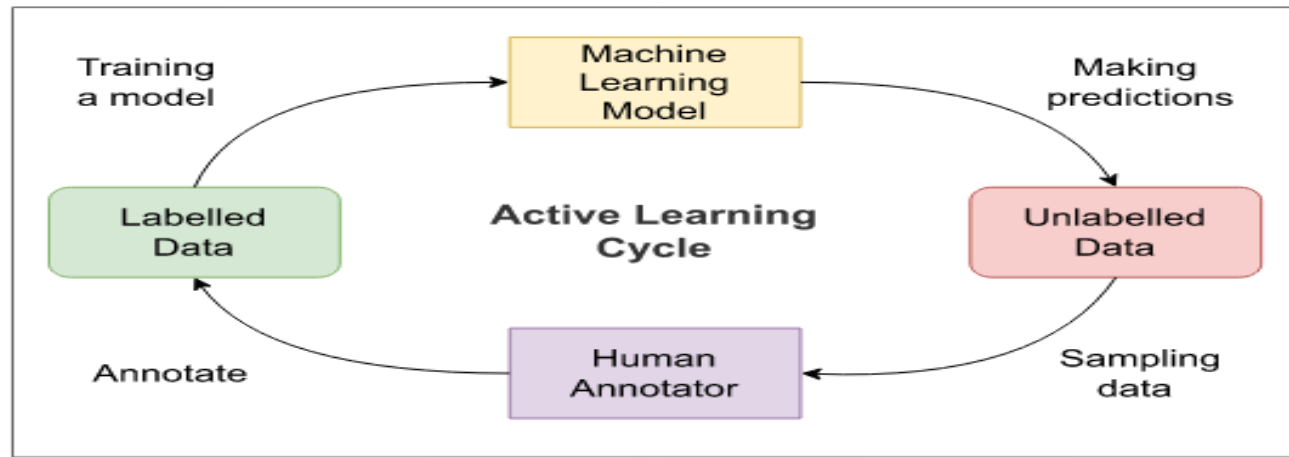 Training
a model
Machine
Learning
Model
Making
predictions
Labelled
Data
Active Learning
Cycle
Unlabelled
Data
Annotate
Human
Annotator
Sampling
data